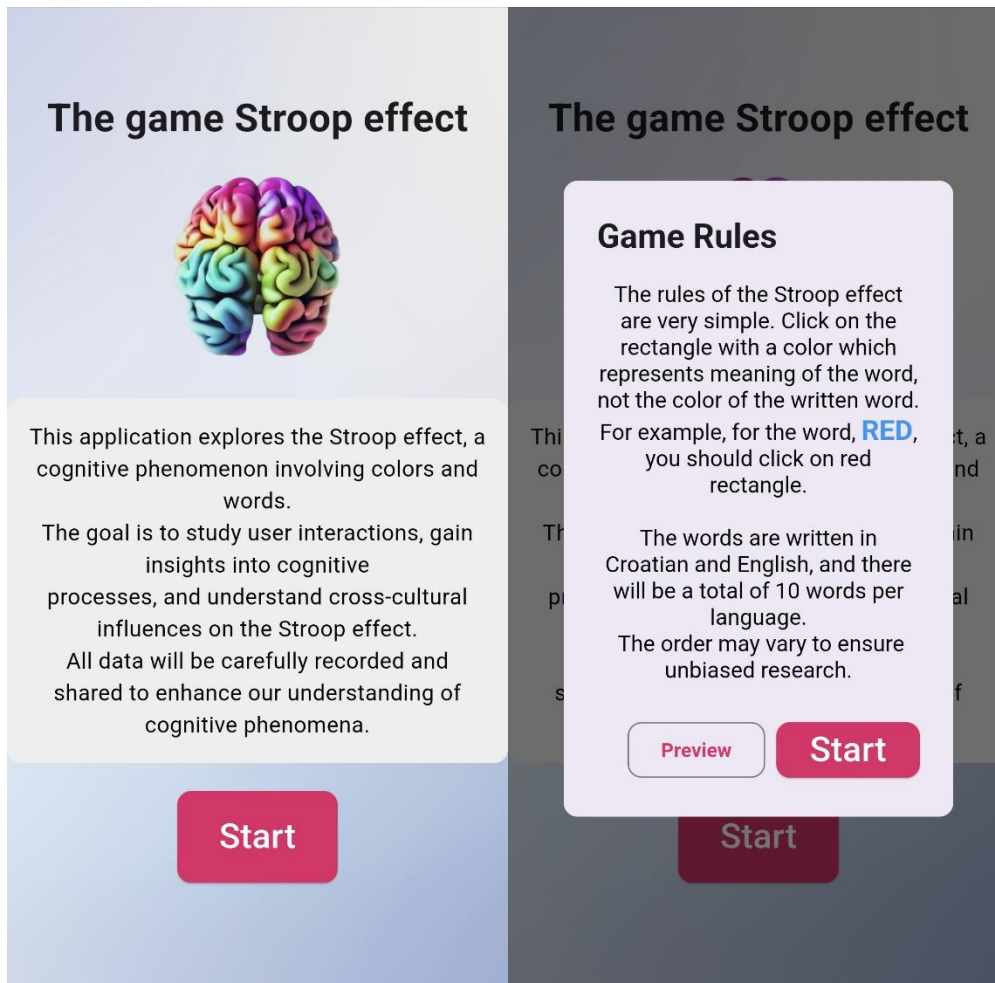 The game Stroop effect
This application explores the Stroop effect, a
cognitive phenomenon involving colors and
words.
The goal is to study user interactions, gain
insights into cognitive
processes, and understand cross-cultural
influences on the Stroop effect.
All data will be carefully recorded and
shared to enhance our understanding of
cognitive phenomena.
Start
The game Stroop effect
Game Rules
The rules of the Stroop effect
are very simple. Click on the
rectangle with a color which
represents meaning of the word,
not the color of the written word.
For example, for the word, RED,
you should click on red
rectangle.
The words are written in
Croatian and English, and there
will be a total of 10 words per
language.
The order may vary to ensure
unbiased research.
Preview
Start
Start